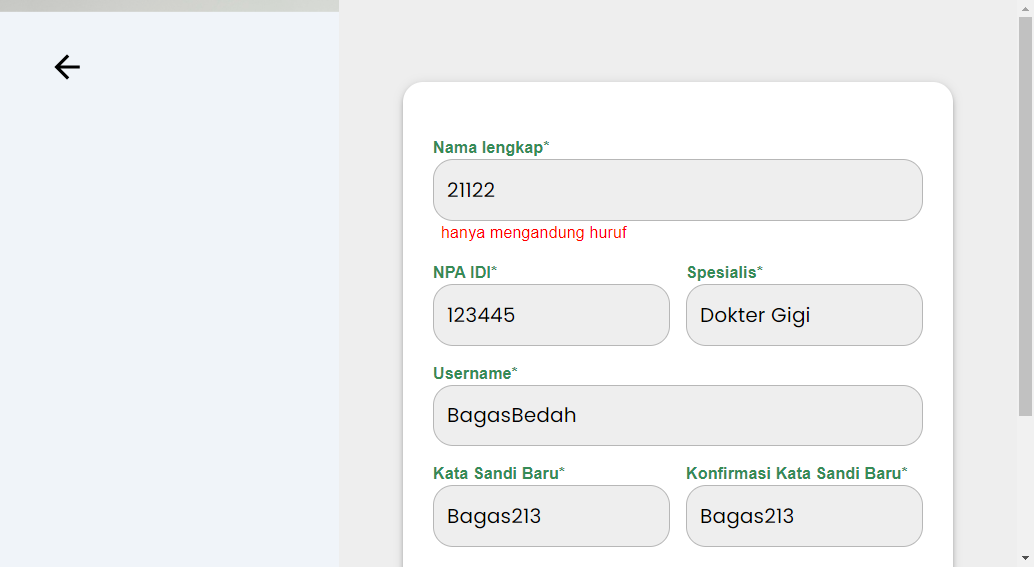 Nama lengkap*
21122
hanya mengandung huruf
NPA IDI* Spesialis*
123445 Dokter Gigi
Username*
BagasBedah
Kata Sandi Baru* Konfirmasi Kata Sandi Baru*
Bagas213 Bagas213